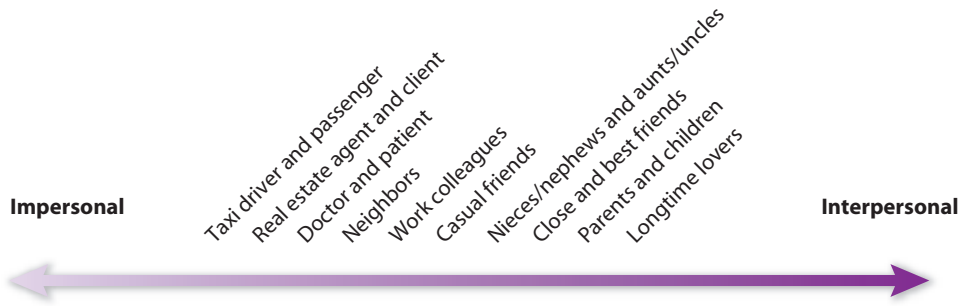 Impersonal
Taxi driver and passenger
Real estate agent and client
Doctor and patient
Neighbors
Work colleagues
Casual friends
Nieces/nephews and aunts/uncles
Close and best friends
Parents and children
Longtime lovers
Interpersonal